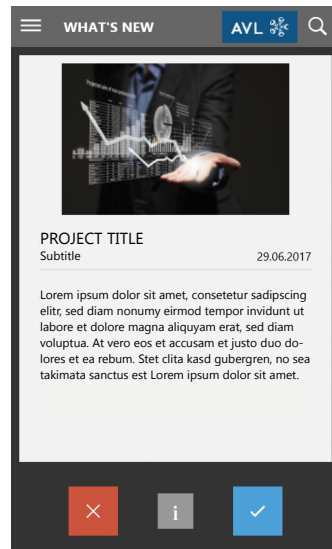 WHAT'S NEW
AVL
PROJECT TITLE
Subtitle
29.06.2017
Lorem ipsum dolor sit amet, consetetur sadipscing
elitr, sed diam nonumy eirmod tempor invidunt ut
labore et dolore magna aliquyam erat, sed diam
voluptua. At vero eos et accusam et justo duo do-
lores et ea rebum. Stet clita kasd gubergren, no sea
takimata sanctus est Lorem ipsum dolor sit amet.
i